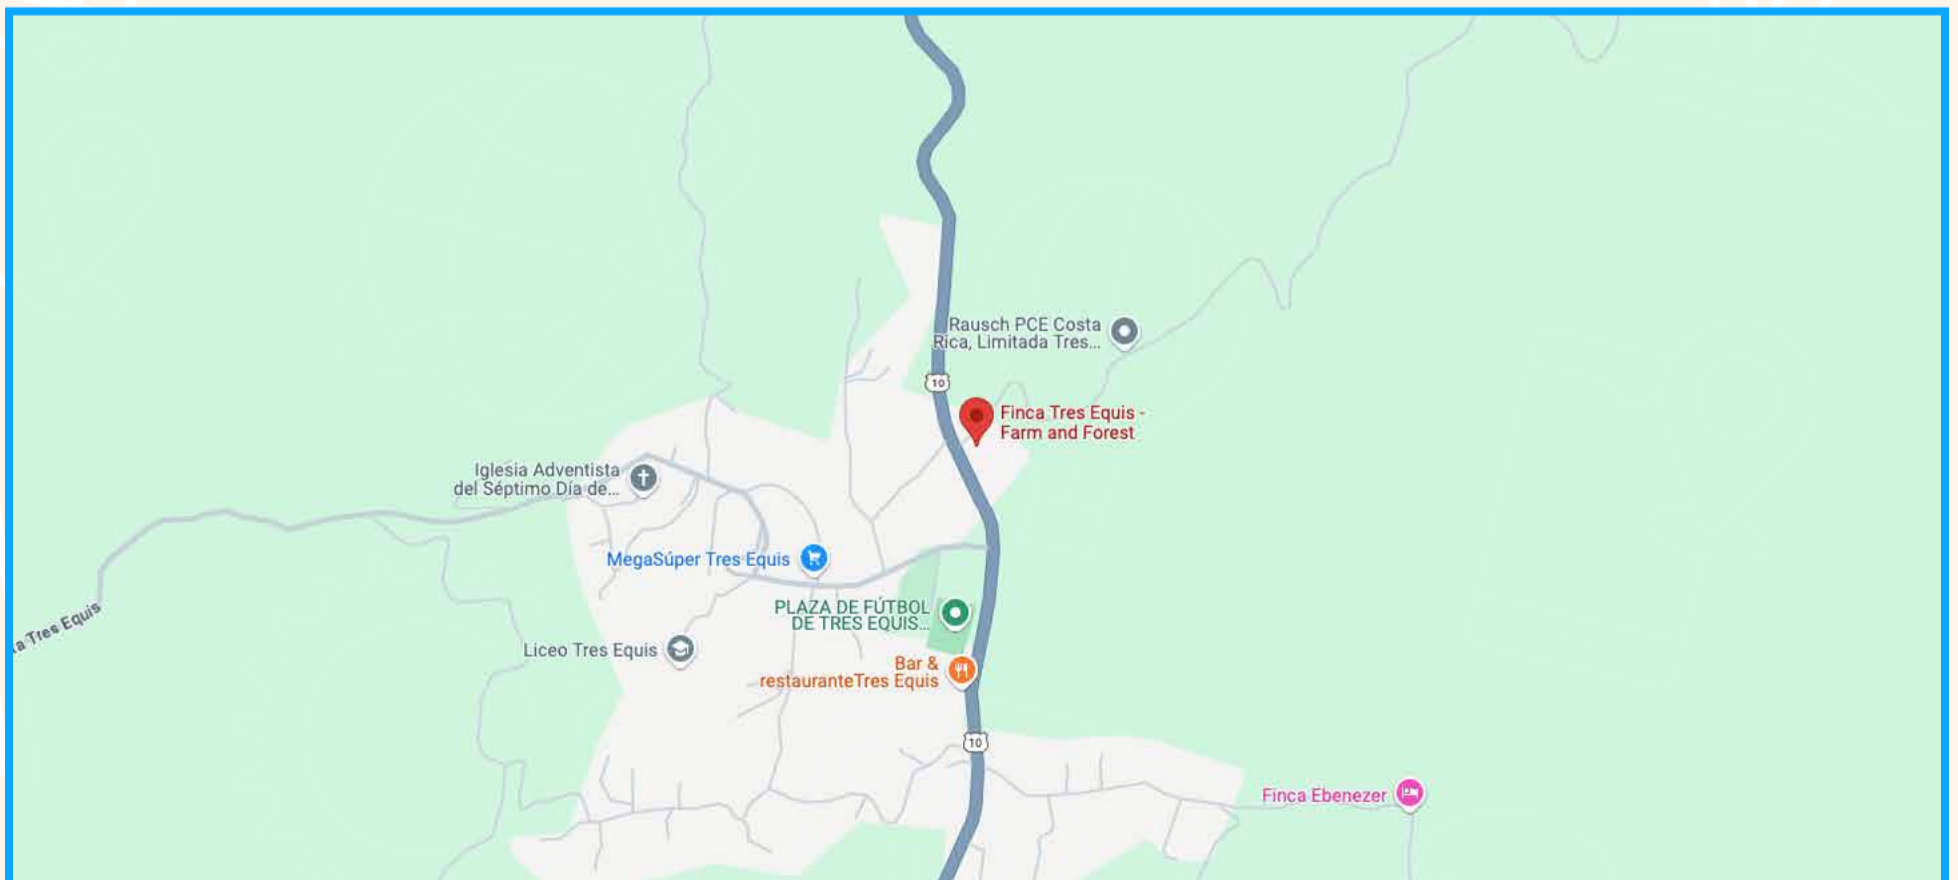 Rausch PCE Costa
Rica, Limitada Tres...
10
Finca Tres Equis -
Farm and Forest
Iglesia Adventista
del Séptimo Día de...
MegaSúper Tres Equis
a Tres Equis
PLAZA DE FÚTBOL
DE TRES EQUIS...
Liceo Tres Equis
Bar &
restauranteTres Equis
10
Finca Ebenezer